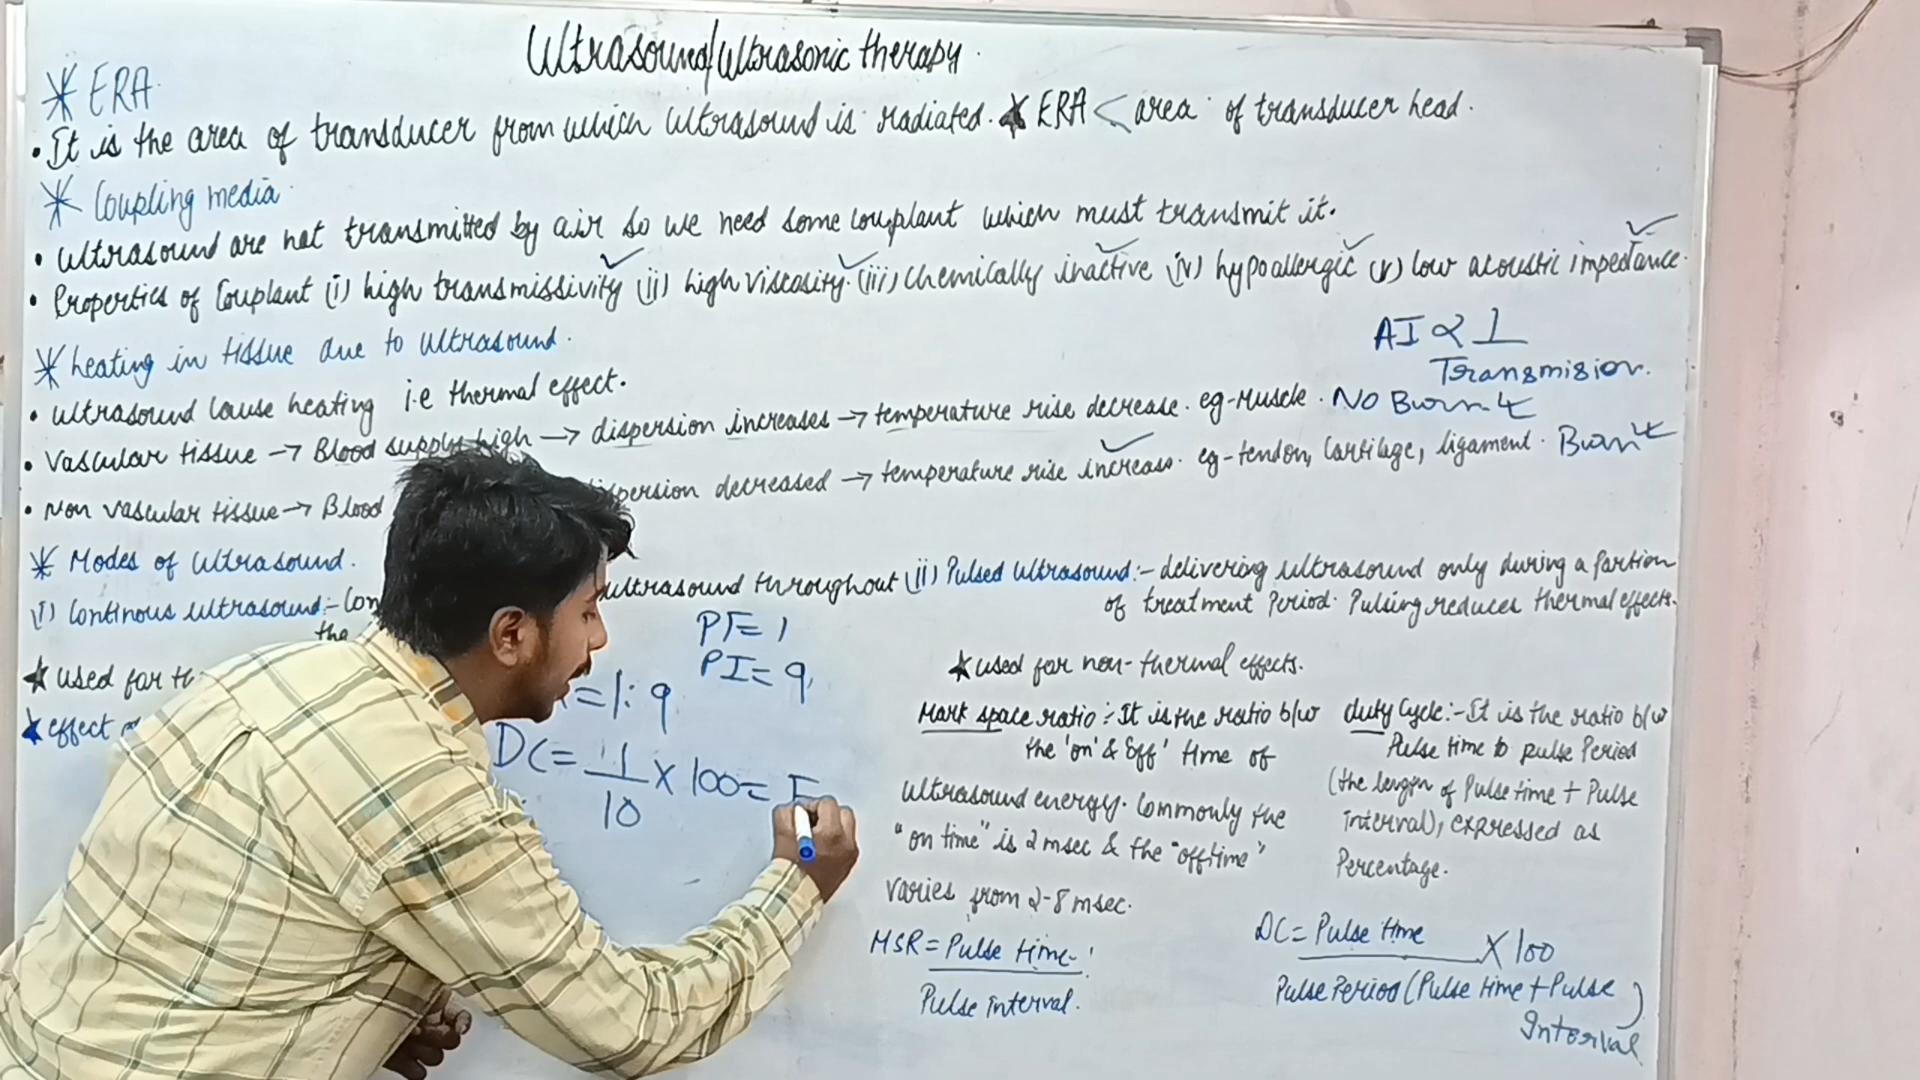 Ultrasound/Ultrasonic therapy.
* ERA
• It is the area of transducer from which ultrasound is radiated. ★ ERA < area of transducer head.
* Coupling media
• Ultrasound are not transmitted by air so we need some couplant which must transmit it.
• Properties of Couplant (i) high transmissivity (ii) high viscosity (iii) chemically inactive (iv) hypoallergic (v) low acoustic impedance.
AI ∝ 1
Transmision.
* heating in tissue due to ultrasound.
• Ultrasound cause heating i.e thermal effect.
• Vascular tissue → Blood supply high → dispersion increases → temperature rise decrease. eg-Muscle. No Burn
• Non vascular tissue → Blood dispersion decreased → temperature rise increase. eg-tendon, Cartilage, ligament. Burn
* Modes of ultrasound.
(i) Continous ultrasound:- ultrasound throughout
the
★ used for
★ effect
(ii) Pulsed ultrasound:- delivering ultrasound only during a Partion
of treatment Period. Pulsing reduces thermal effects.
★ used for non-thermal effects.
PT= 1
PI= 9
=1:9
DC= 1/10 X 100=
Mark space ratio:- It is the ratio b/w
the 'on' & 'off' time of
ultrasound energy. Commonly the
"on time" is 2 msec & the "off time"
varies from 2-8 msec.
MSR = Pulse time
Pulse interval.
duty Cycle:- It is the ratio b/w
Pulse time to pulse Period
(the length of Pulse time + Pulse
interval), expressed as
Percentage.
DC= Pulse time X 100
Pulse Period (Pulse time + Pulse
Interval)